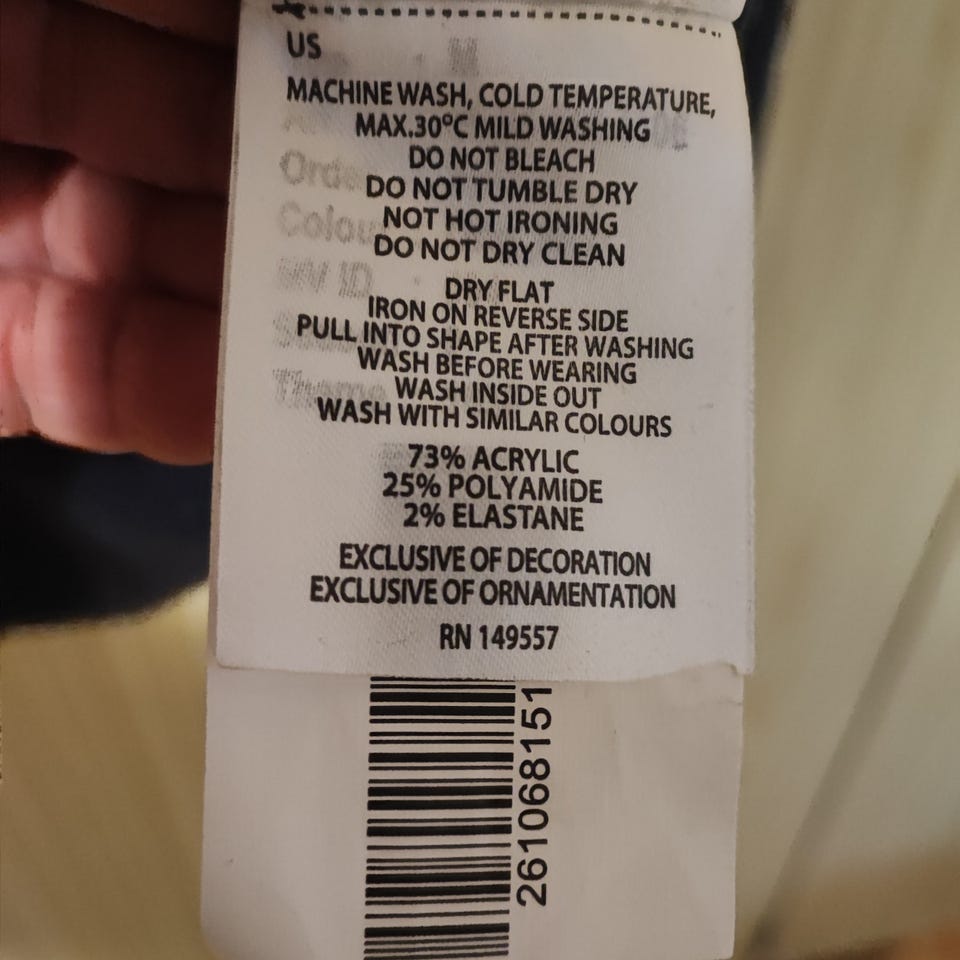 US
MACHINE WASH, COLD TEMPERATURE,
MAX.30°C MILD WASHING
DO NOT BLEACH
DO NOT TUMBLE DRY
NOT HOT IRONING
DO NOT DRY CLEAN
DRY FLAT
IRON ON REVERSE SIDE
PULL INTO SHAPE AFTER WASHING
WASH BEFORE WEARING
WASH INSIDE OUT
WASH WITH SIMILAR COLOURS
73% ACRYLIC
25% POLYAMIDE
2% ELASTANE
EXCLUSIVE OF DECORATION
EXCLUSIVE OF ORNAMENTATION
RN 149557
261068151